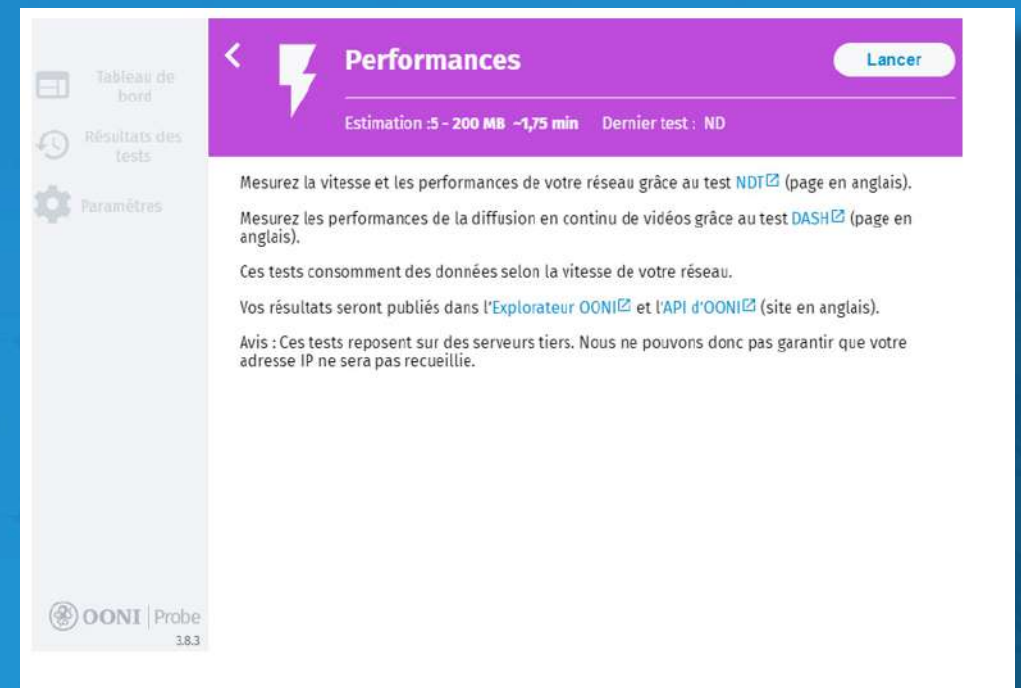 Tableau de
bord
Résultats des
tests
Paramètres
OONI Probe
3.8.3
Performances
Lancer
Estimation :5 - 200 MB ~1,75 min Dernier test : ND
Mesurez la vitesse et les performances de votre réseau grâce au test NDT (page en anglais).
Mesurez les performances de la diffusion en continu de vidéos grâce au test DASH (page en
anglais).
Ces tests consomment des données selon la vitesse de votre réseau.
Vos résultats seront publiés dans l'Explorateur OONI et l'API d'OONI (site en anglais).
Avis : Ces tests reposent sur des serveurs tiers. Nous ne pouvons donc pas garantir que votre
adresse IP ne sera pas recueillie.